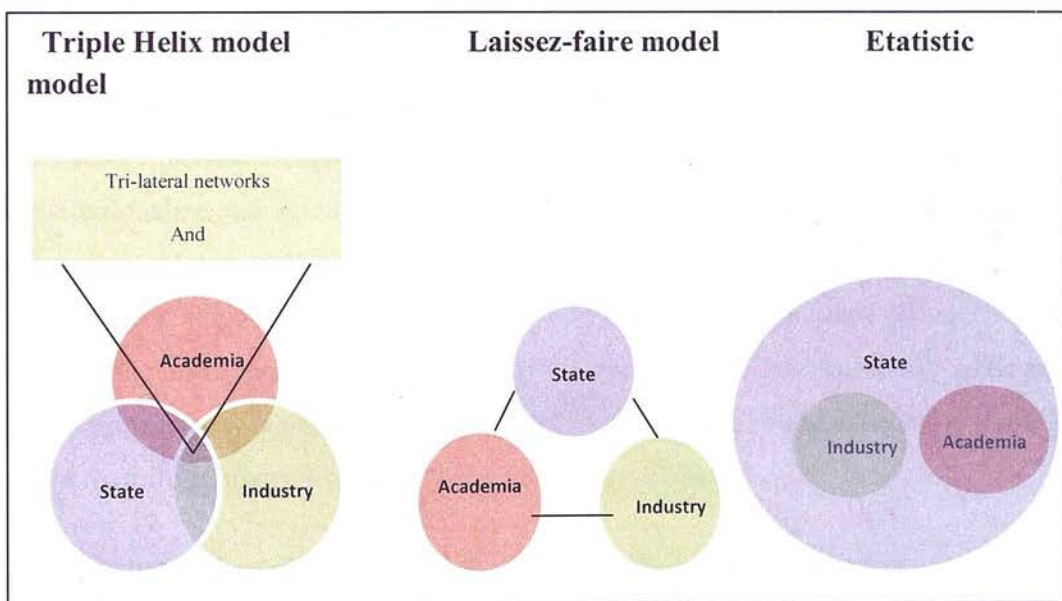 Triple Helix model Laissez-faire model Etatistic
model
Tri-lateral networks
And
Academia
State
Industry
State
Academia
Industry
State
Industry
Academia